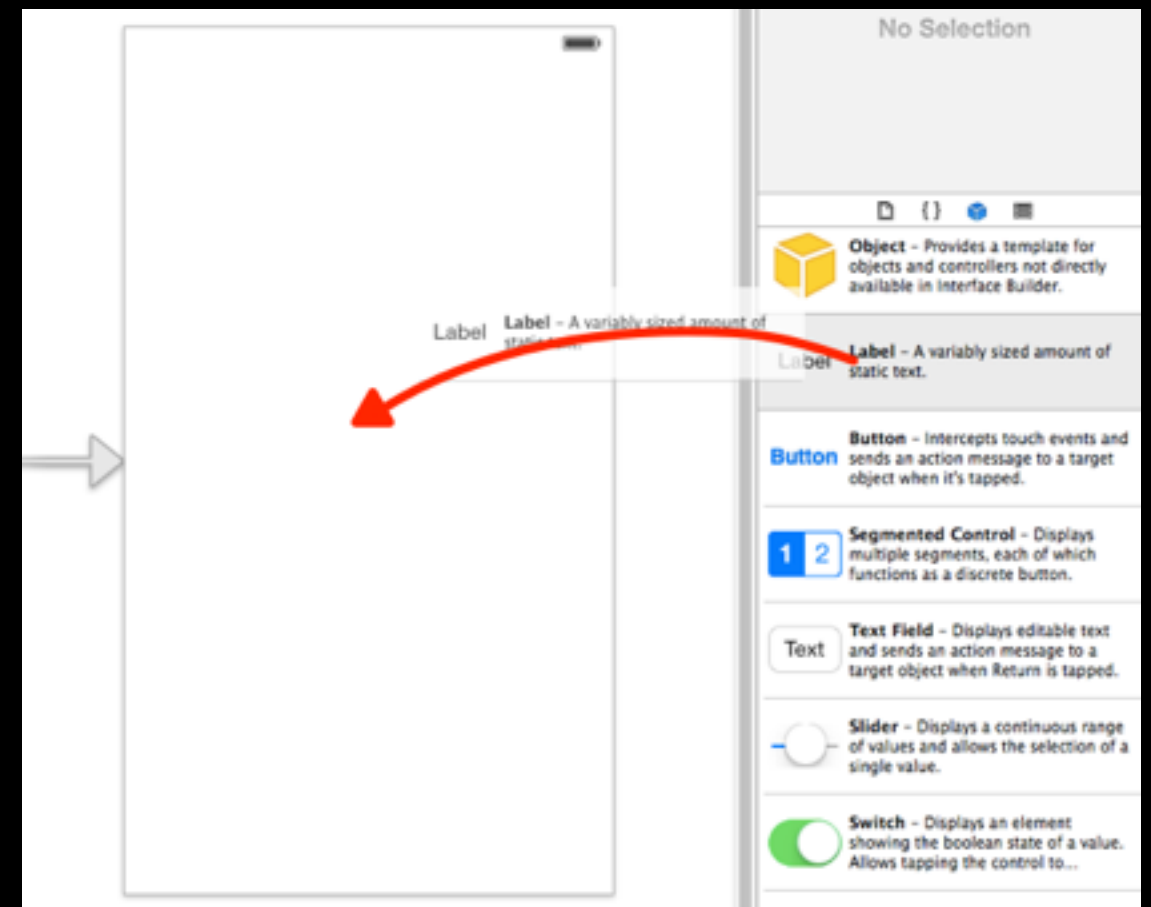 No Selection
{}
Object – Provides a template for
objects and controllers not directly
available in Interface Builder.
Label
Label – A variably sized amount of
static text.
Label
Label – A variably sized amount of
static text.
Button
Button – Intercepts touch events and
sends an action message to a target
object when it's tapped.
1 2
Segmented Control – Displays
multiple segments, each of which
functions as a discrete button.
Text
Text Field – Displays editable text
and sends an action message to a
target object when Return is tapped.
Slider – Displays a continuous range
of values and allows the selection of a
single value.
Switch – Displays an element
showing the boolean state of a value.
Allows tapping the control to...